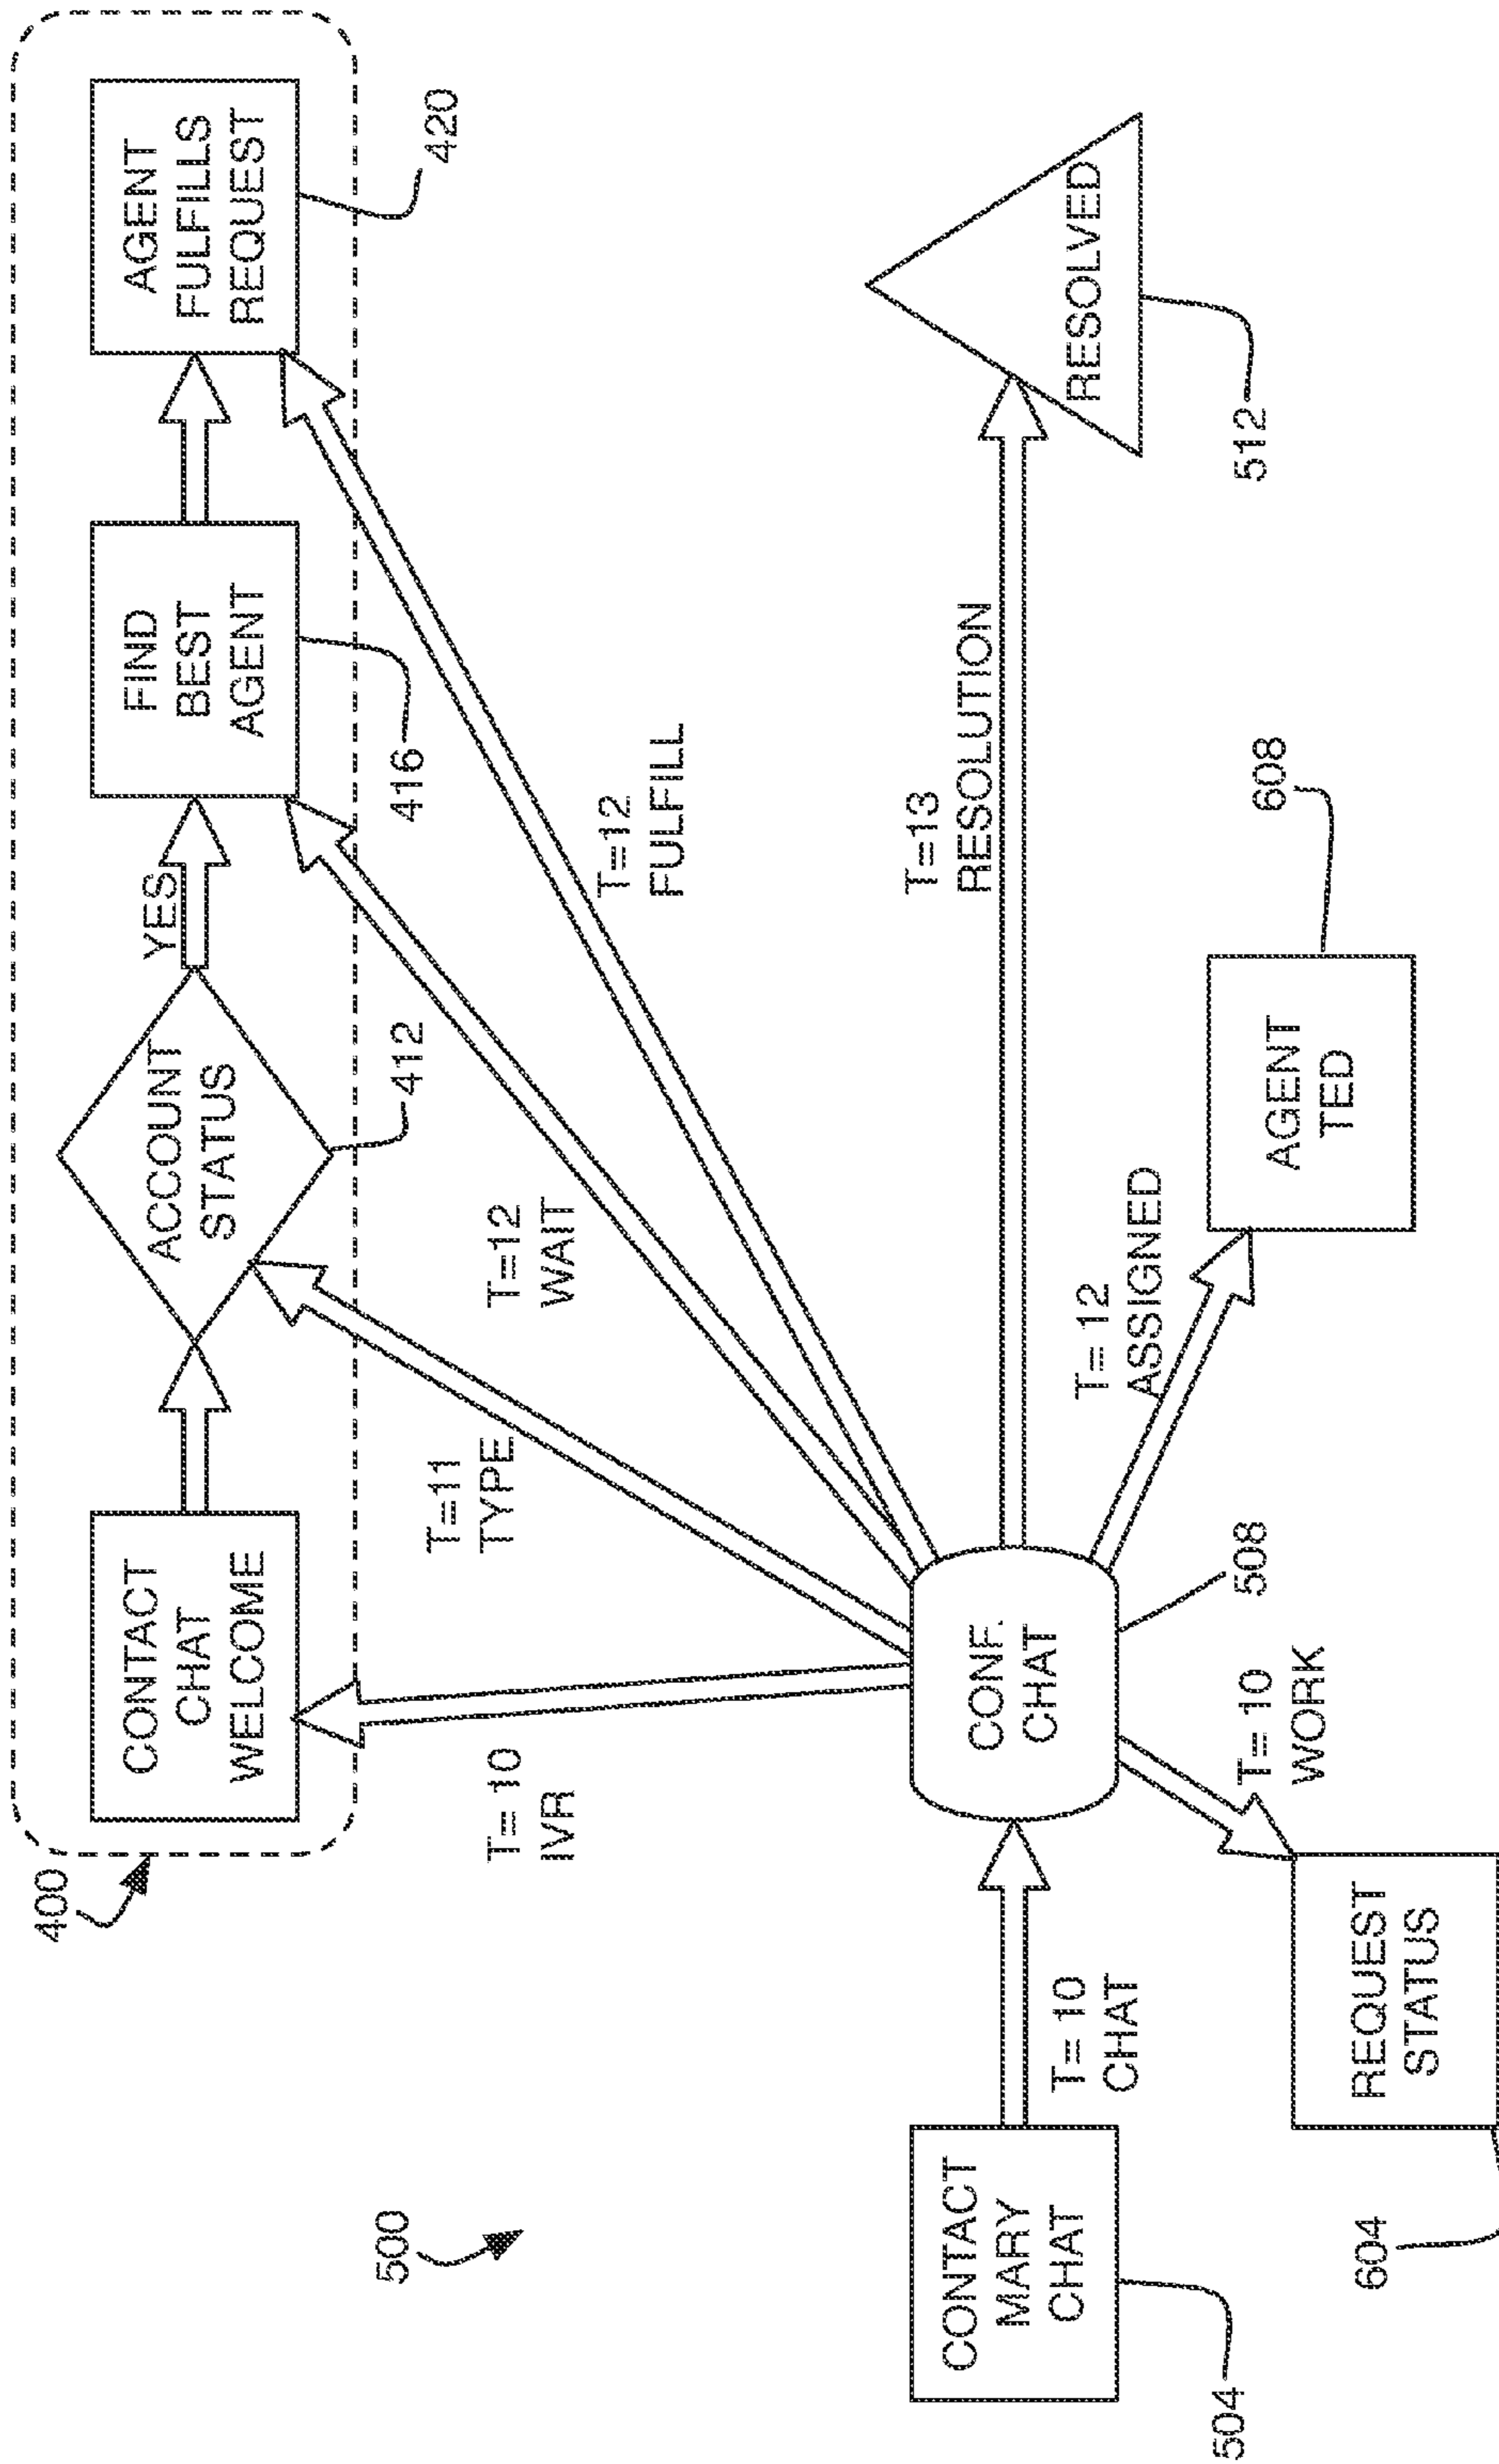 400
CONTACT
CHAT
WELCOME
ACCOUNT
STATUS
412
YES
FIND
BEST
AGENT
416
AGENT
FULFILLS
REQUEST
420
500
T=10
IVR
T=11
TYPE
T=12
WAIT
T=12
FULFILL
CONTACT
MARY
CHAT
504
T=10
CHAT
CONF.
CHAT
508
T=13
RESOLUTION
RESOLVED
512
T=12
ASSIGNED
AGENT
TED
608
T=10
WORK
REQUEST
STATUS
604